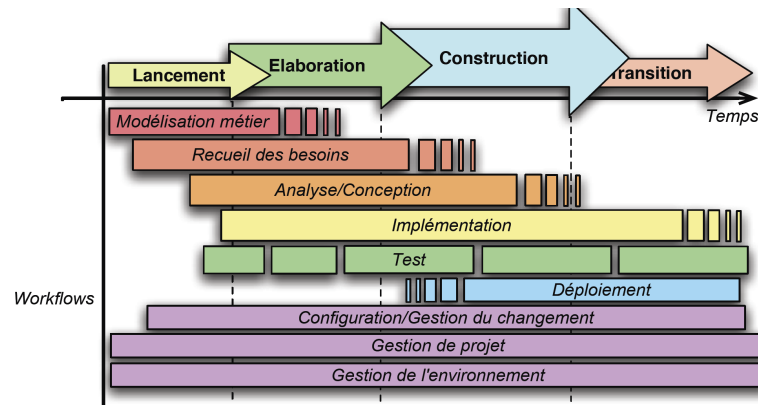 Lancement
Elaboration
Construction
Transition
Temps
Modélisation métier
Recueil des besoins
Analyse/Conception
Implémentation
Test
Déploiement
Workflows
Configuration/Gestion du changement
Gestion de projet
Gestion de l'environnement